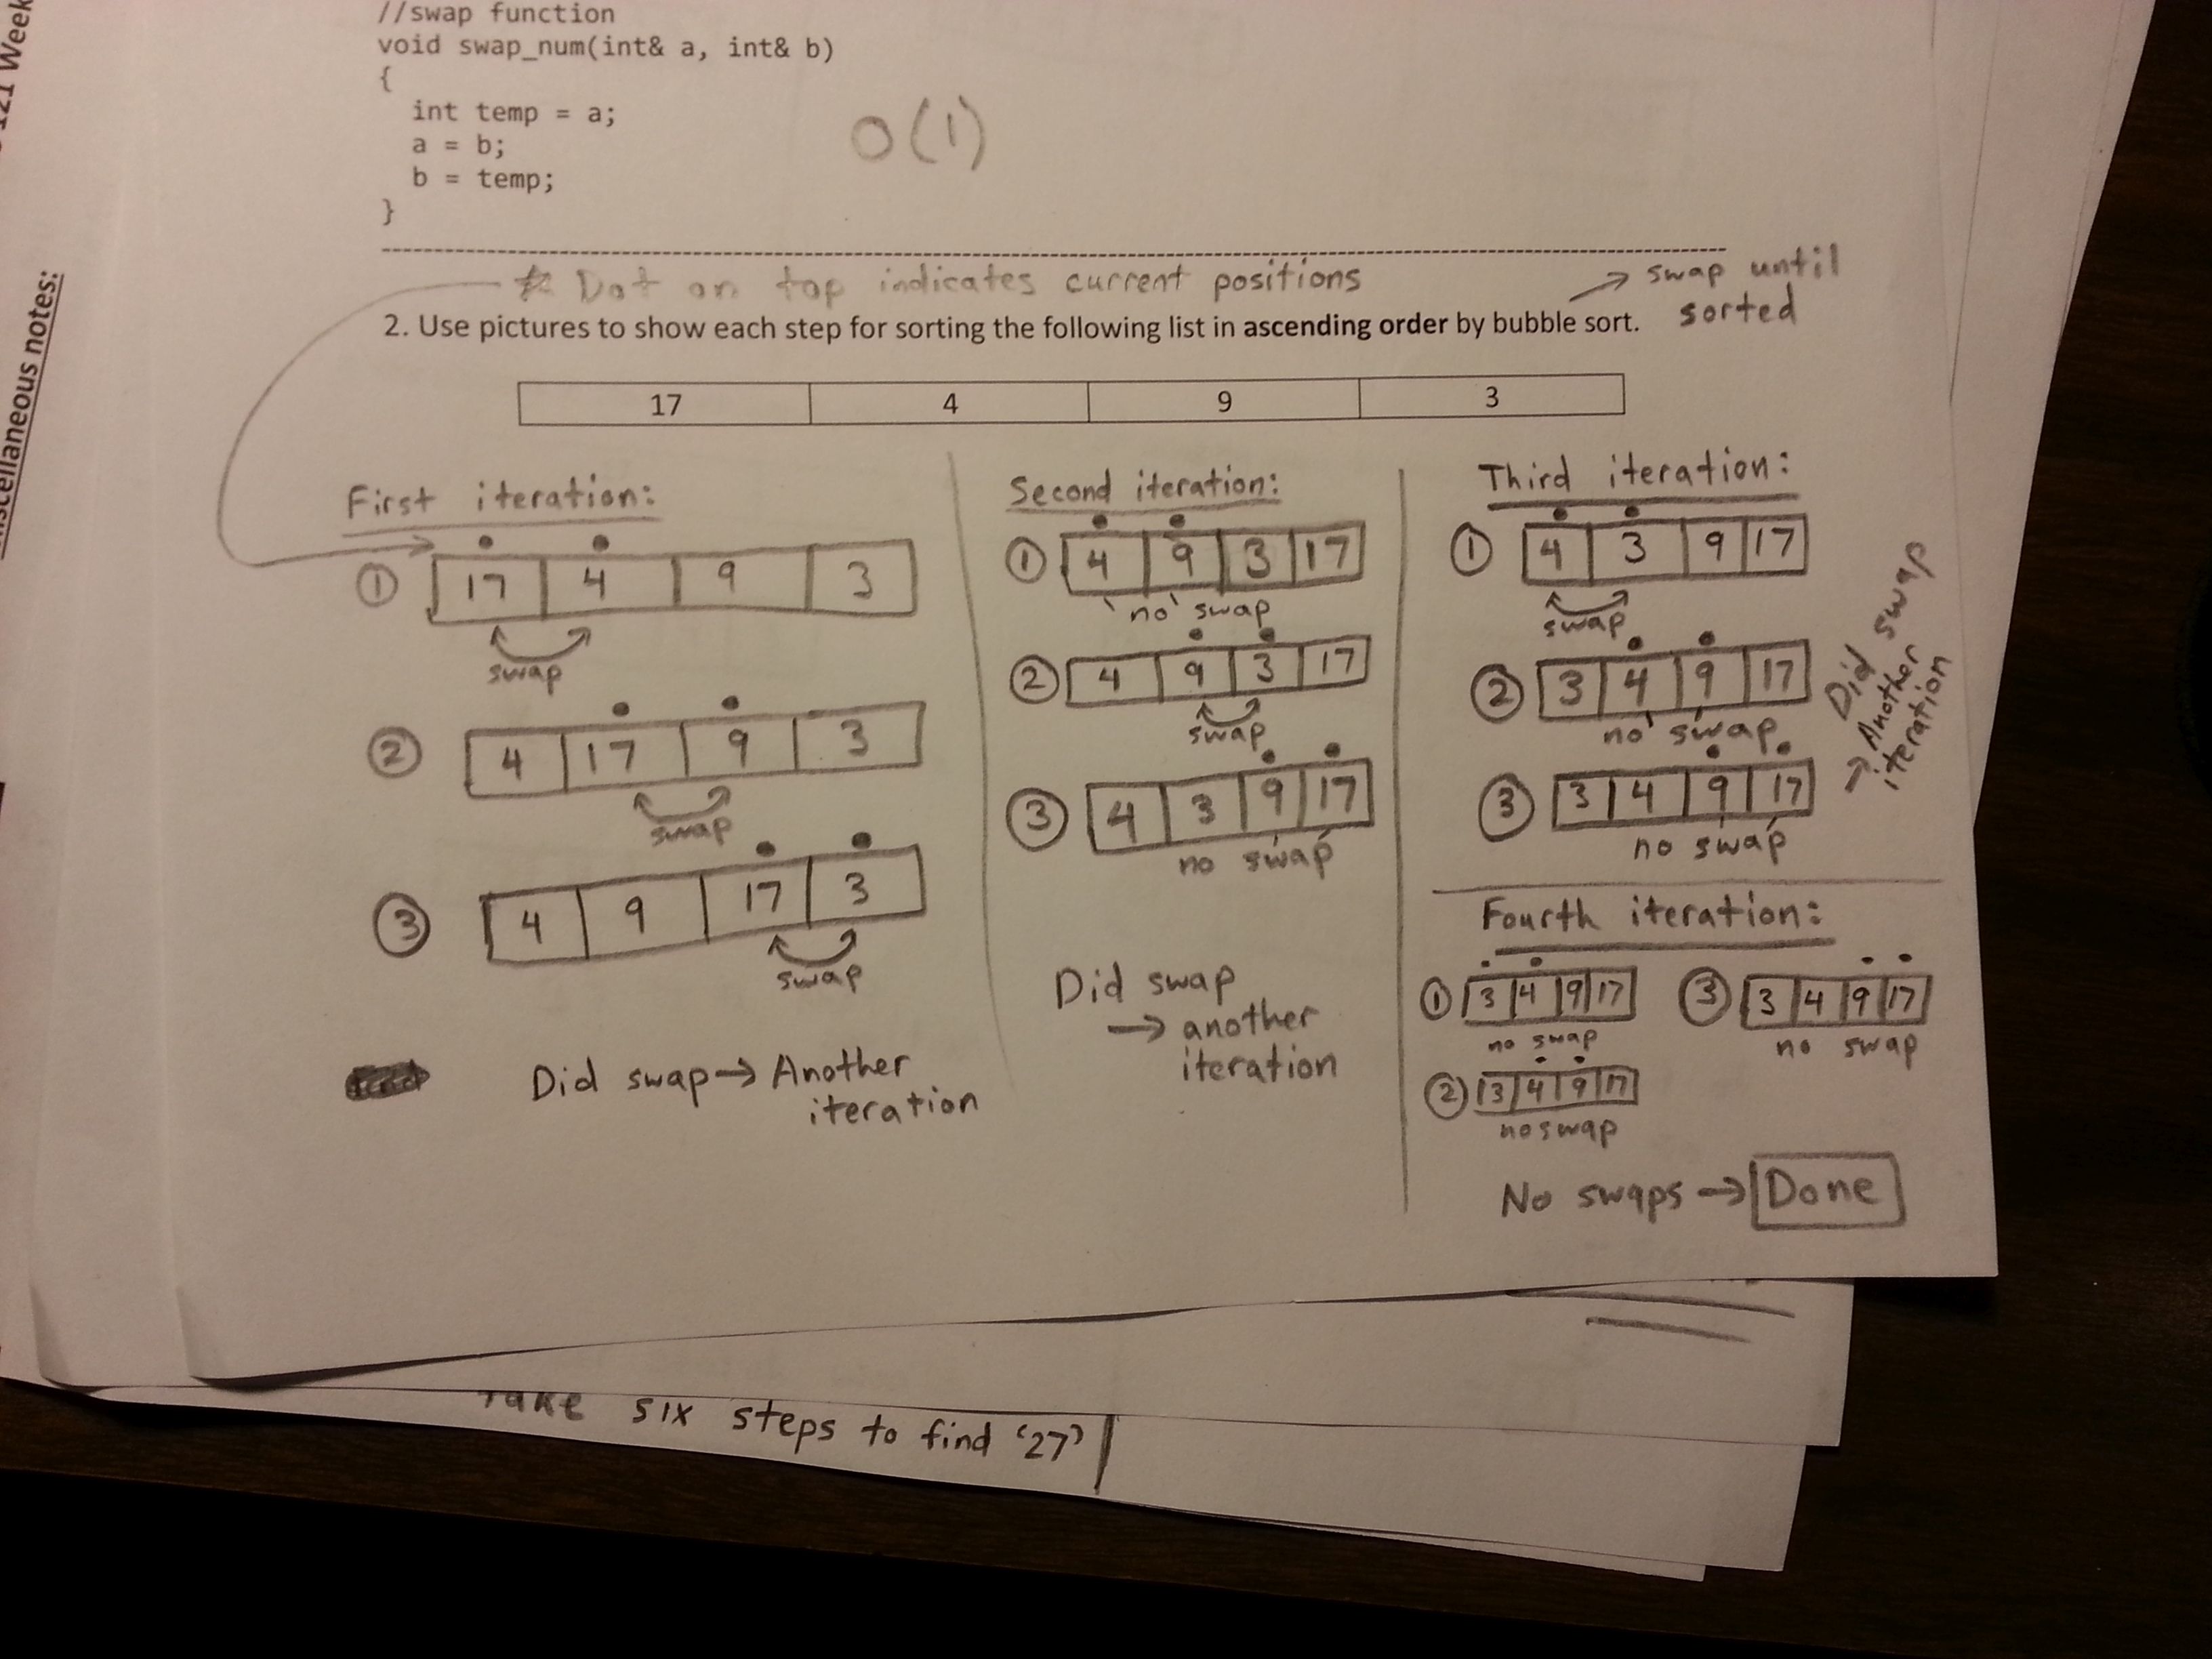 121 Week
scellaneous notes:
//swap function
void swap_num(int& a, int& b)
{
int temp = a;
a = b;
b = temp;
}
O(1)
* Dot on top indicates current positions
→ swap until
sorted
2. Use pictures to show each step for sorting the following list in ascending order by bubble sort.
17 4 9 3
First iteration:
① 17 4 9 3
swap
② 4 17 9 3
swap
③ 4 9 17 3
swap
Did swap → Another
iteration
Second iteration:
① 4 9 3 17
no swap
② 4 9 3 17
swap
③ 4 3 9 17
no swap
Did swap
→ another
iteration
Third iteration:
① 4 3 9 17
swap
② 3 4 9 17
no swap
③ 3 4 9 17
no swap
Did swap
→ Another
iteration
Fourth iteration:
① 3 4 9 17
no swap
② 3 4 9 17
no swap
③ 3 4 9 17
no swap
No swaps → Done
Take six steps to find '27'